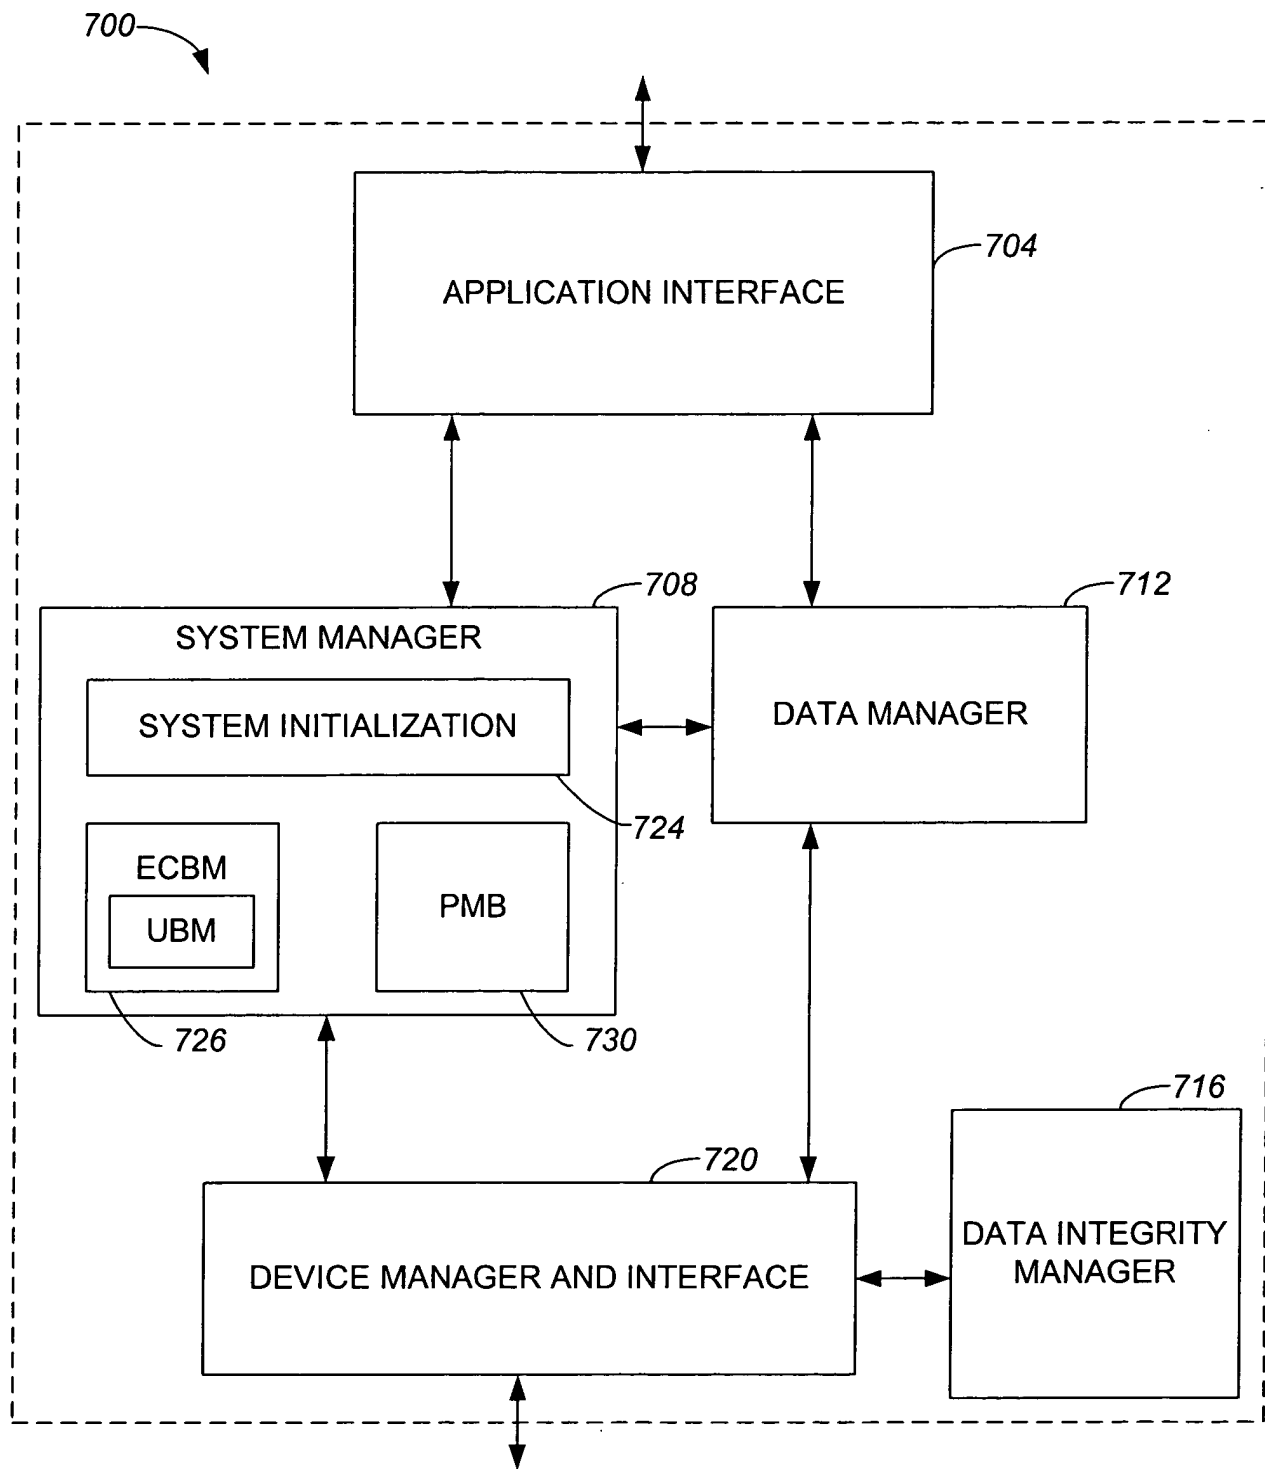 700
704
APPLICATION INTERFACE
708
712
SYSTEM MANAGER
SYSTEM INITIALIZATION
DATA MANAGER
724
ECBM
UBM
PMB
726
730
716
720
DATA INTEGRITY
MANAGER
DEVICE MANAGER AND INTERFACE